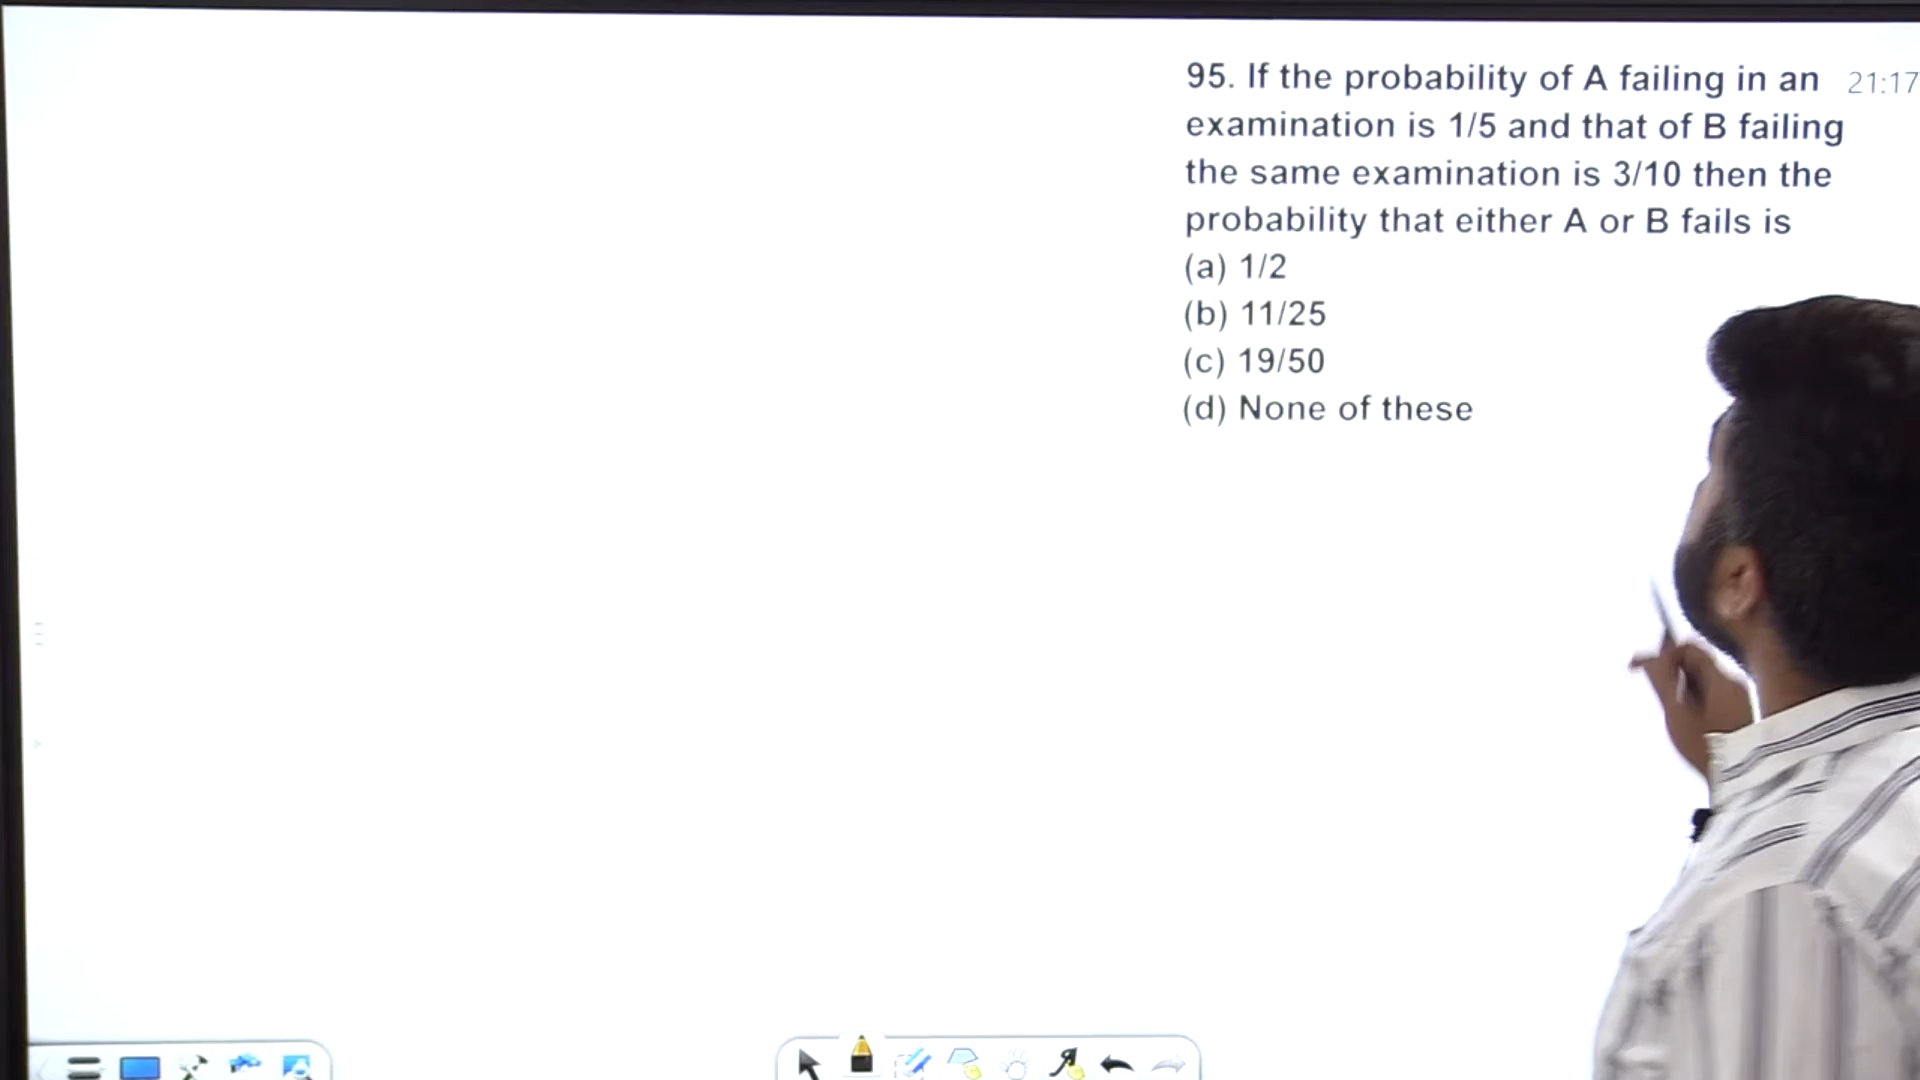 95. If the probability of A failing in an
21:17
examination is 1/5 and that of B failing
the same examination is 3/10 then the
probability that either A or B fails is
(a) 1/2
(b) 11/25
(c) 19/50
(d) None of these